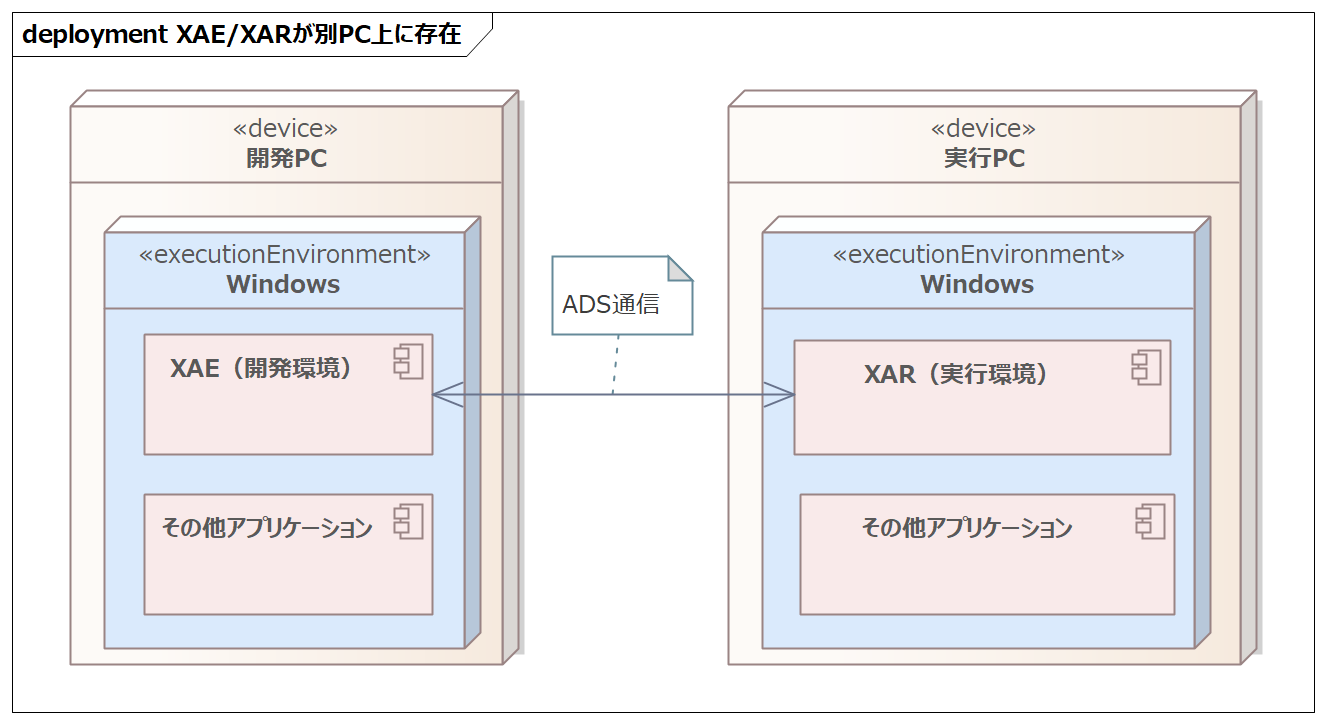 deployment XAE/XARが別PC上に存在
«device»
開発PC
«executionEnvironment»
Windows
XAE（開発環境）
その他アプリケーション
ADS通信
«device»
実行PC
«executionEnvironment»
Windows
XAR（実行環境）
その他アプリケーション